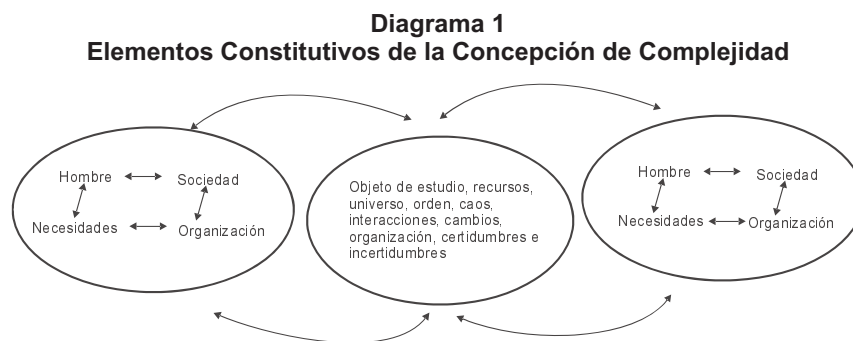 Diagrama 1
Elementos Constitutivos de la Concepción de Complejidad
Hombre Sociedad
Necesidades Organización
Objeto de estudio, recursos,
universo, orden, caos,
interacciones, cambios,
organización, certidumbres e
incertidumbres
Hombre Sociedad
Necesidades Organización